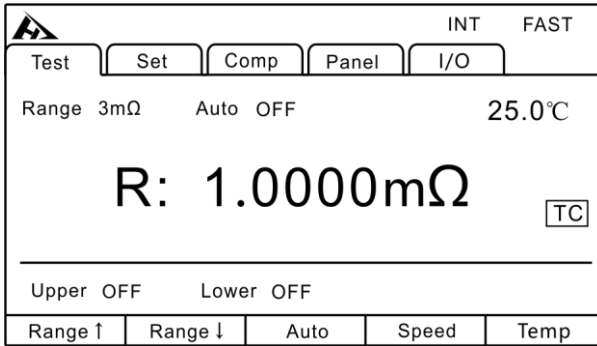 INT FAST
Test Set Comp Panel I/O
Range 3mΩ Auto OFF 25.0℃
R: 1.0000mΩ
TC
Upper OFF Lower OFF
Range↑ Range↓ Auto Speed Temp